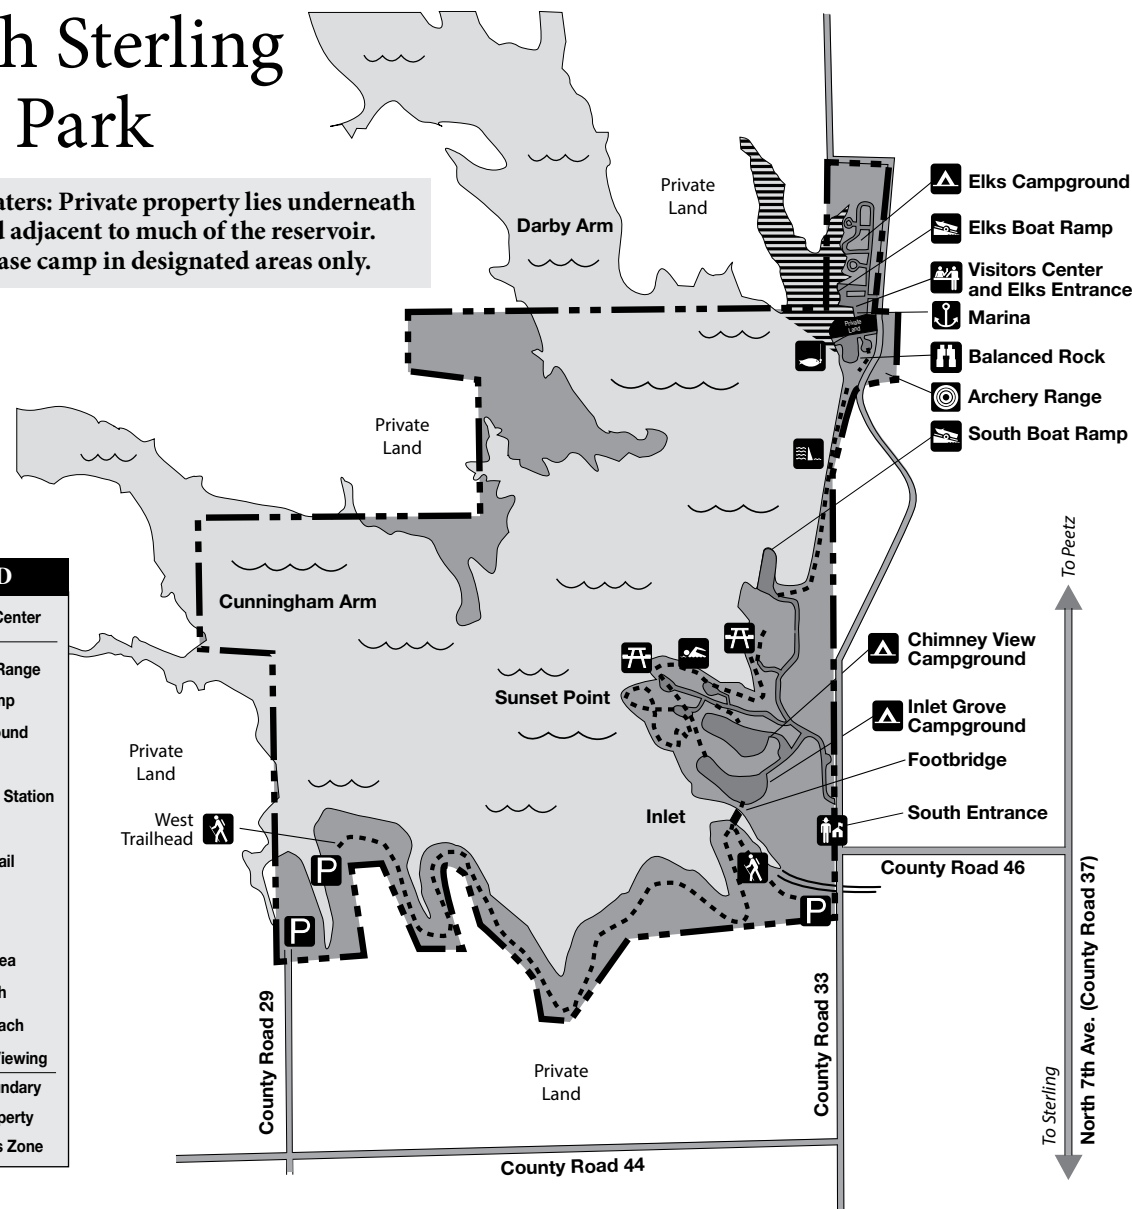 h Sterling
Park
aters: Private property lies underneath
d adjacent to much of the reservoir.
ase camp in designated areas only.
Private
Land
Darby Arm
Elks Campground
Elks Boat Ramp
Visitors Center
and Elks Entrance
Marina
Private
Land
Balanced Rock
Archery Range
South Boat Ramp
Private
Land
To Peetz
D
Center
Range
mp
ound
Station
ail
ea
h
ach
Viewing
undary
perty
s Zone
Cunningham Arm
Chimney View
Campground
Sunset Point
Inlet Grove
Campground
Footbridge
Private
Land
West
Trailhead
Inlet
South Entrance
County Road 46
P
P
P
County Road 29
County Road 33
North 7th Ave. (County Road 37)
Private
Land
To Sterling
County Road 44